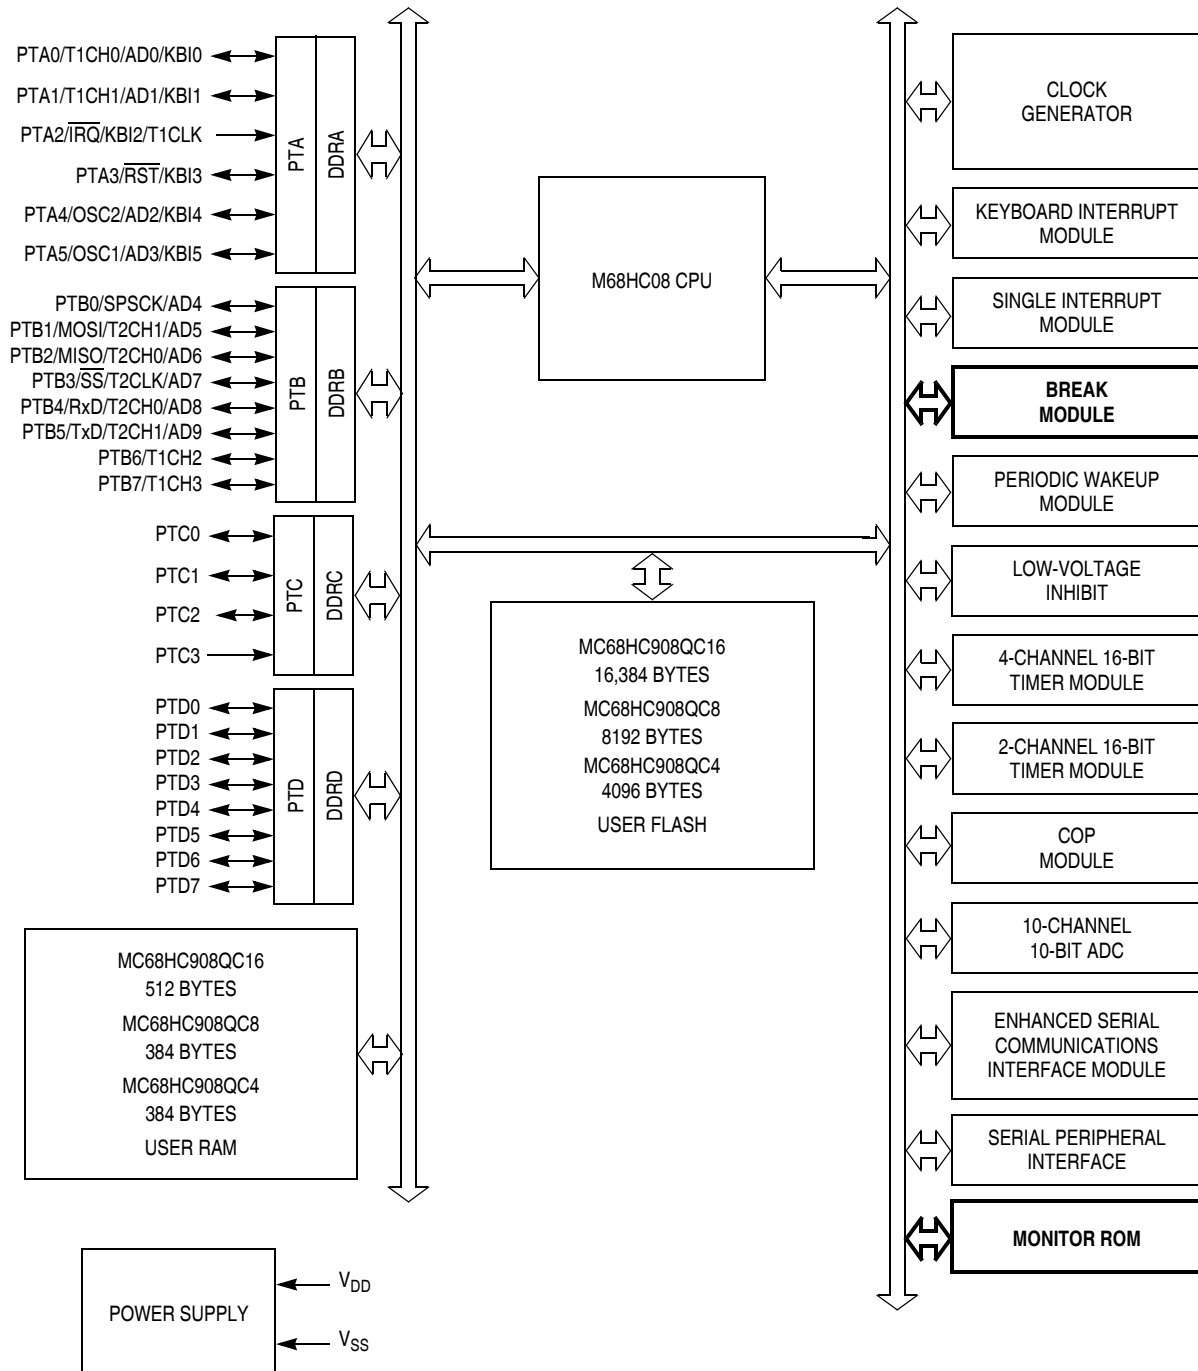 PTA0/T1CH0/AD0/KBI0
PTA1/T1CH1/AD1/KBI1
PTA2/IRQ/KBI2/T1CLK
PTA3/RST/KBI3
PTA4/OSC2/AD2/KBI4
PTA5/OSC1/AD3/KBI5
PTA
DDRA
PTB0/SPSCK/AD4
PTB1/MOSI/T2CH1/AD5
PTB2/MISO/T2CH0/AD6
PTB3/SS/T2CLK/AD7
PTB4/RxD/T2CH0/AD8
PTB5/TxD/T2CH1/AD9
PTB6/T1CH2
PTB7/T1CH3
PTB
DDRB
PTC0
PTC1
PTC2
PTC3
PTC
DDRC
PTD0
PTD1
PTD2
PTD3
PTD4
PTD5
PTD6
PTD7
PTD
DDRD
MC68HC908QC16
512 BYTES
MC68HC908QC8
384 BYTES
MC68HC908QC4
384 BYTES
USER RAM
POWER SUPPLY
VDD
VSS
M68HC08 CPU
MC68HC908QC16
16,384 BYTES
MC68HC908QC8
8192 BYTES
MC68HC908QC4
4096 BYTES
USER FLASH
CLOCK
GENERATOR
KEYBOARD INTERRUPT
MODULE
SINGLE INTERRUPT
MODULE
BREAK
MODULE
PERIODIC WAKEUP
MODULE
LOW-VOLTAGE
INHIBIT
4-CHANNEL 16-BIT
TIMER MODULE
2-CHANNEL 16-BIT
TIMER MODULE
COP
MODULE
10-CHANNEL
10-BIT ADC
ENHANCED SERIAL
COMMUNICATIONS
INTERFACE MODULE
SERIAL PERIPHERAL
INTERFACE
MONITOR ROM